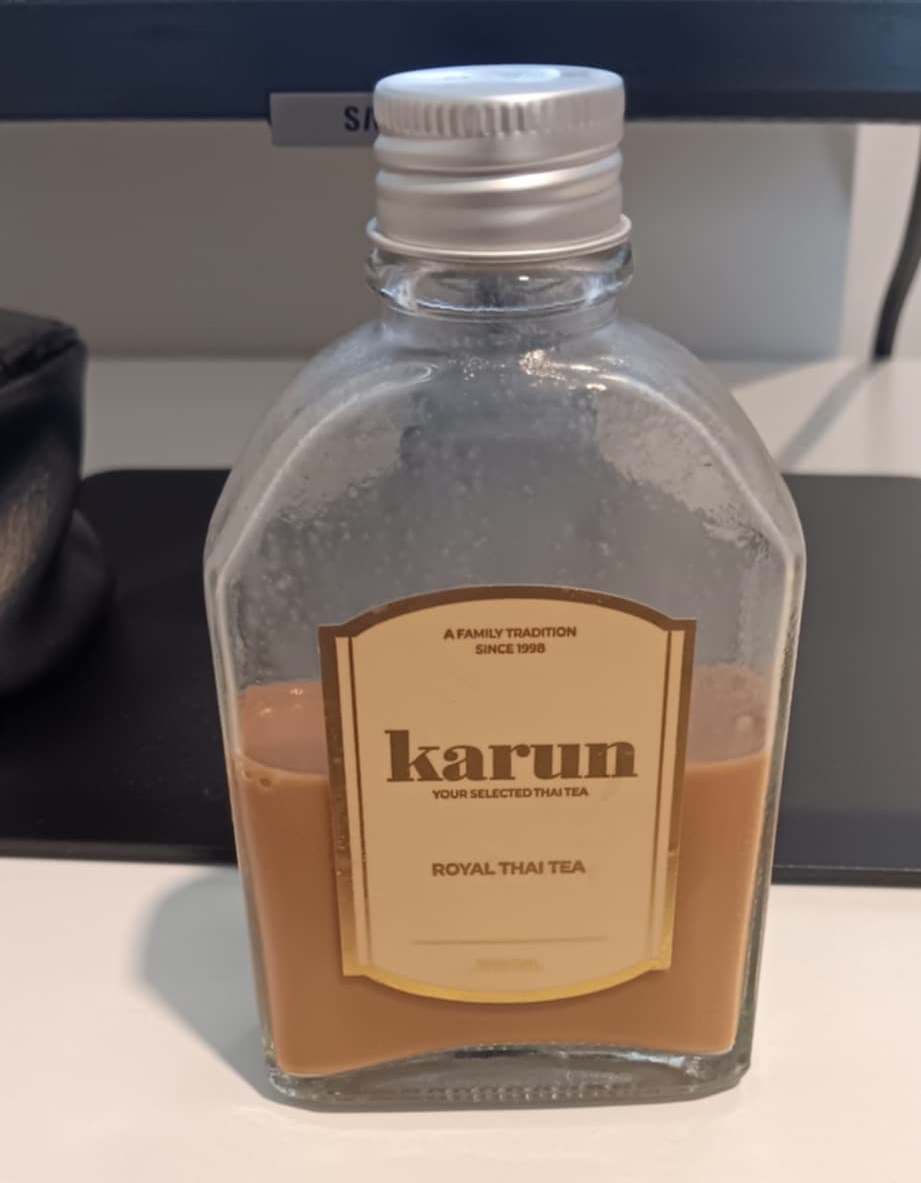 A FAMILY TRADITION
SINCE 1998
karun
YOUR SELECTED THAI TEA
ROYAL THAI TEA